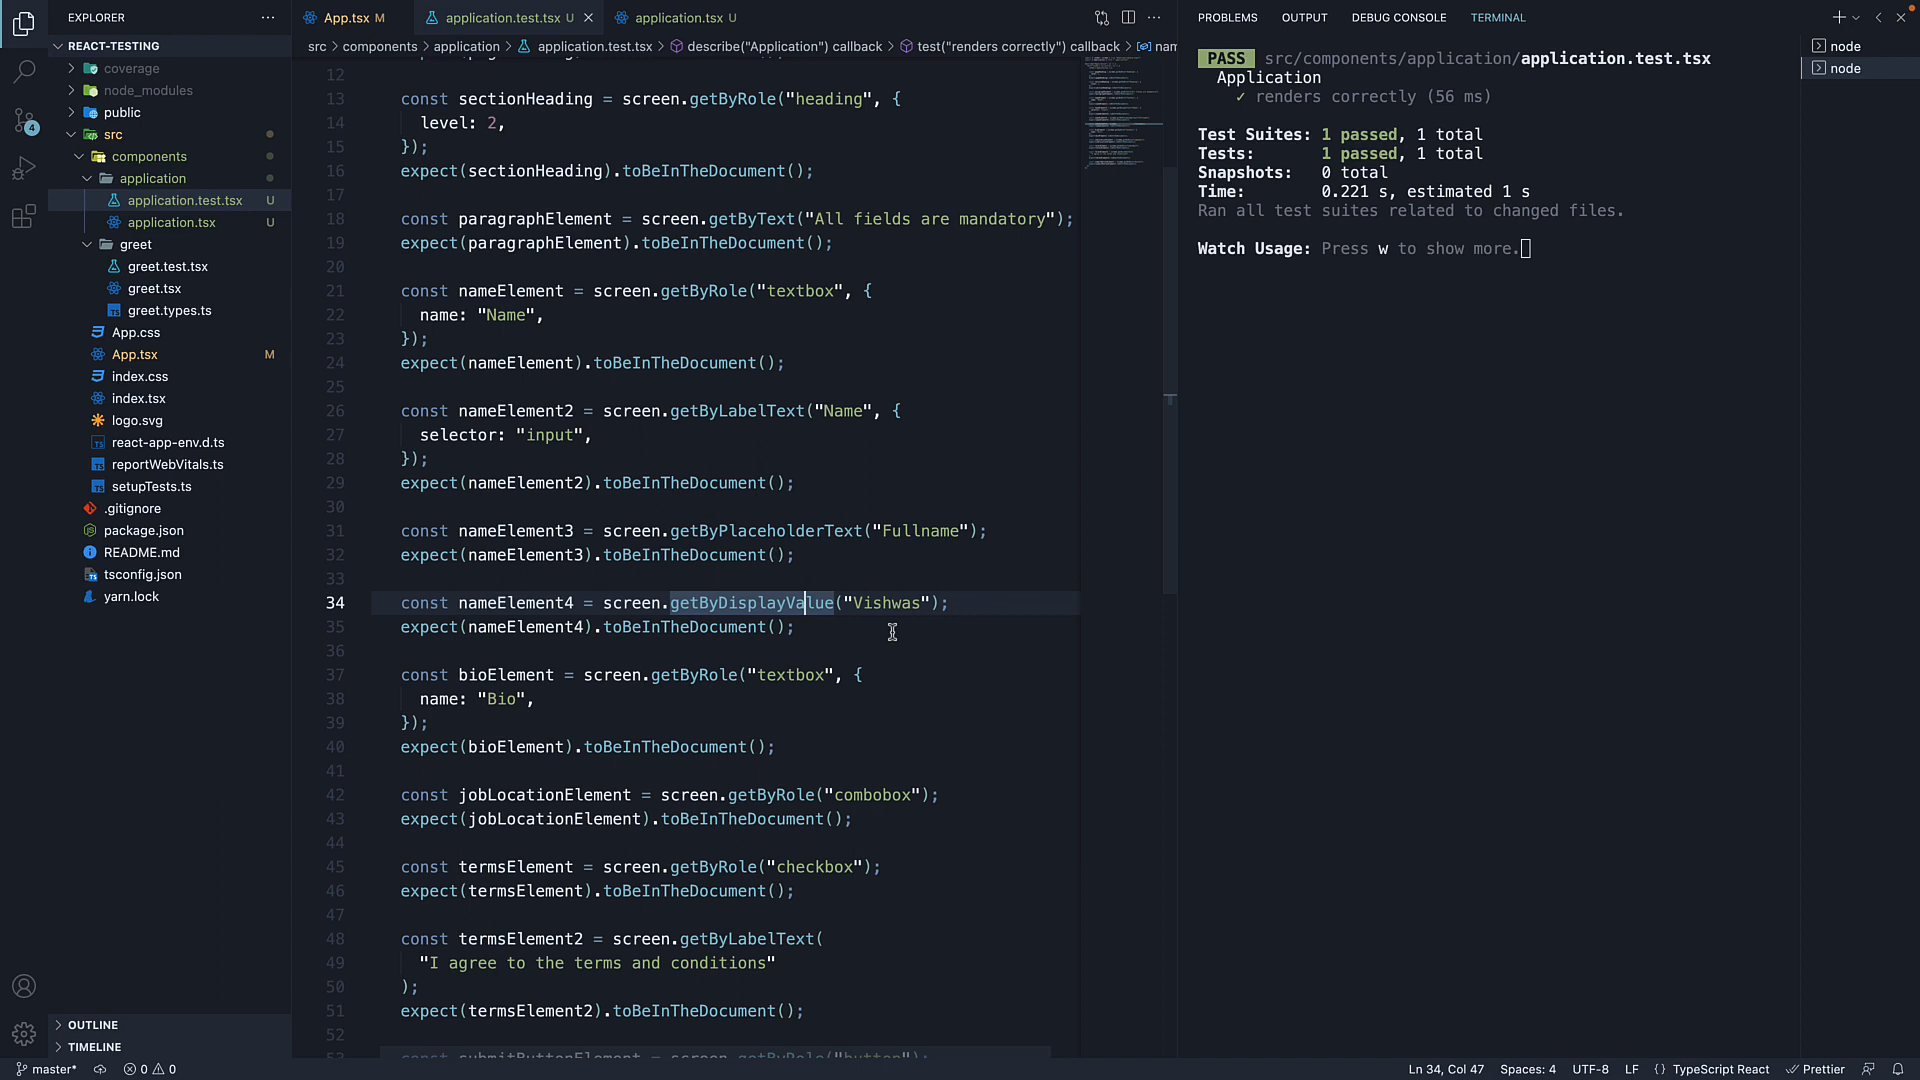 EXPLORER
REACT-TESTING
coverage
node_modules
public
src
components
application
application.test.tsx U
application.tsx U
greet
greet.test.tsx
greet.tsx
greet.types.ts
App.css
App.tsx M
index.css
index.tsx
logo.svg
react-app-env.d.ts
reportWebVitals.ts
setupTests.ts
.gitignore
package.json
README.md
tsconfig.json
yarn.lock
OUTLINE
TIMELINE
4
App.tsx M application.test.tsx U application.tsx U
src > components > application > application.test.tsx > describe("Application") callback > test("renders correctly") callback >
12
13 const sectionHeading = screen.getByRole("heading", {
14 level: 2,
15 });
16 expect(sectionHeading).toBeInTheDocument();
17
18 const paragraphElement = screen.getByText("All fields are mandatory");
19 expect(paragraphElement).toBeInTheDocument();
20
21 const nameElement = screen.getByRole("textbox", {
22 name: "Name",
23 });
24 expect(nameElement).toBeInTheDocument();
25
26 const nameElement2 = screen.getByLabelText("Name", {
27 selector: "input",
28 });
29 expect(nameElement2).toBeInTheDocument();
30
31 const nameElement3 = screen.getByPlaceholderText("Fullname");
32 expect(nameElement3).toBeInTheDocument();
33
34 const nameElement4 = screen.getByDisplayValue("Vishwas");
35 expect(nameElement4).toBeInTheDocument();
36
37 const bioElement = screen.getByRole("textbox", {
38 name: "Bio",
39 });
40 expect(bioElement).toBeInTheDocument();
41
42 const jobLocationElement = screen.getByRole("combobox");
43 expect(jobLocationElement).toBeInTheDocument();
44
45 const termsElement = screen.getByRole("checkbox");
46 expect(termsElement).toBeInTheDocument();
47
48 const termsElement2 = screen.getByLabelText(
49 "I agree to the terms and conditions"
50 );
51 expect(termsElement2).toBeInTheDocument();
52
53 const submitButtonElement = screen.getByRole("button");
PROBLEMS OUTPUT DEBUG CONSOLE TERMINAL
PASS src/components/application/application.test.tsx
Application
✓ renders correctly (56 ms)
Test Suites: 1 passed, 1 total
Tests: 1 passed, 1 total
Snapshots: 0 total
Time: 0.221 s, estimated 1 s
Ran all test suites related to changed files.
Watch Usage: Press w to show more.
node
node
master* 0 0 Ln 34, Col 47 Spaces: 4 UTF-8 LF {} TypeScript React Prettier